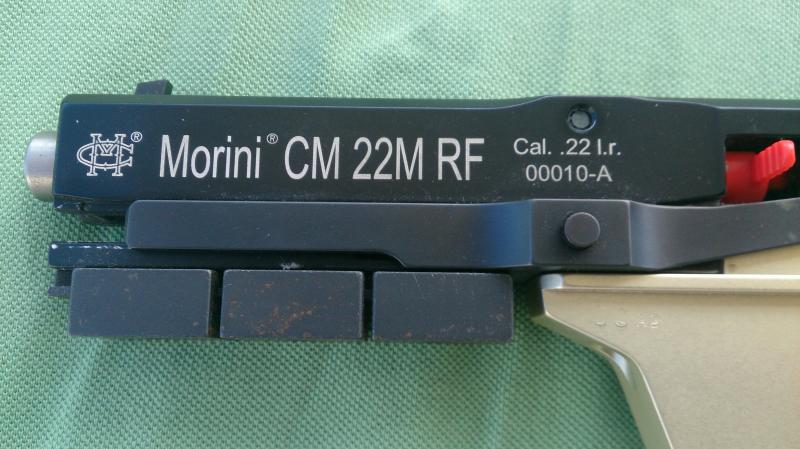 Morini® CM 22M RF
Cal. .22 l.r.
00010-A